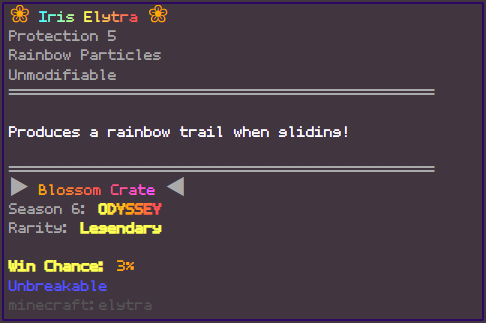 ❀ Iris Elytra ❀
Protection 5
Rainbow Particles
Unmodifiable
Produces a rainbow trail when gliding!
▶ Blossom Crate ◀
Season 6: ODYSSEY
Rarity: Legendary
Win Chance: 3%
Unbreakable
minecraft:elytra